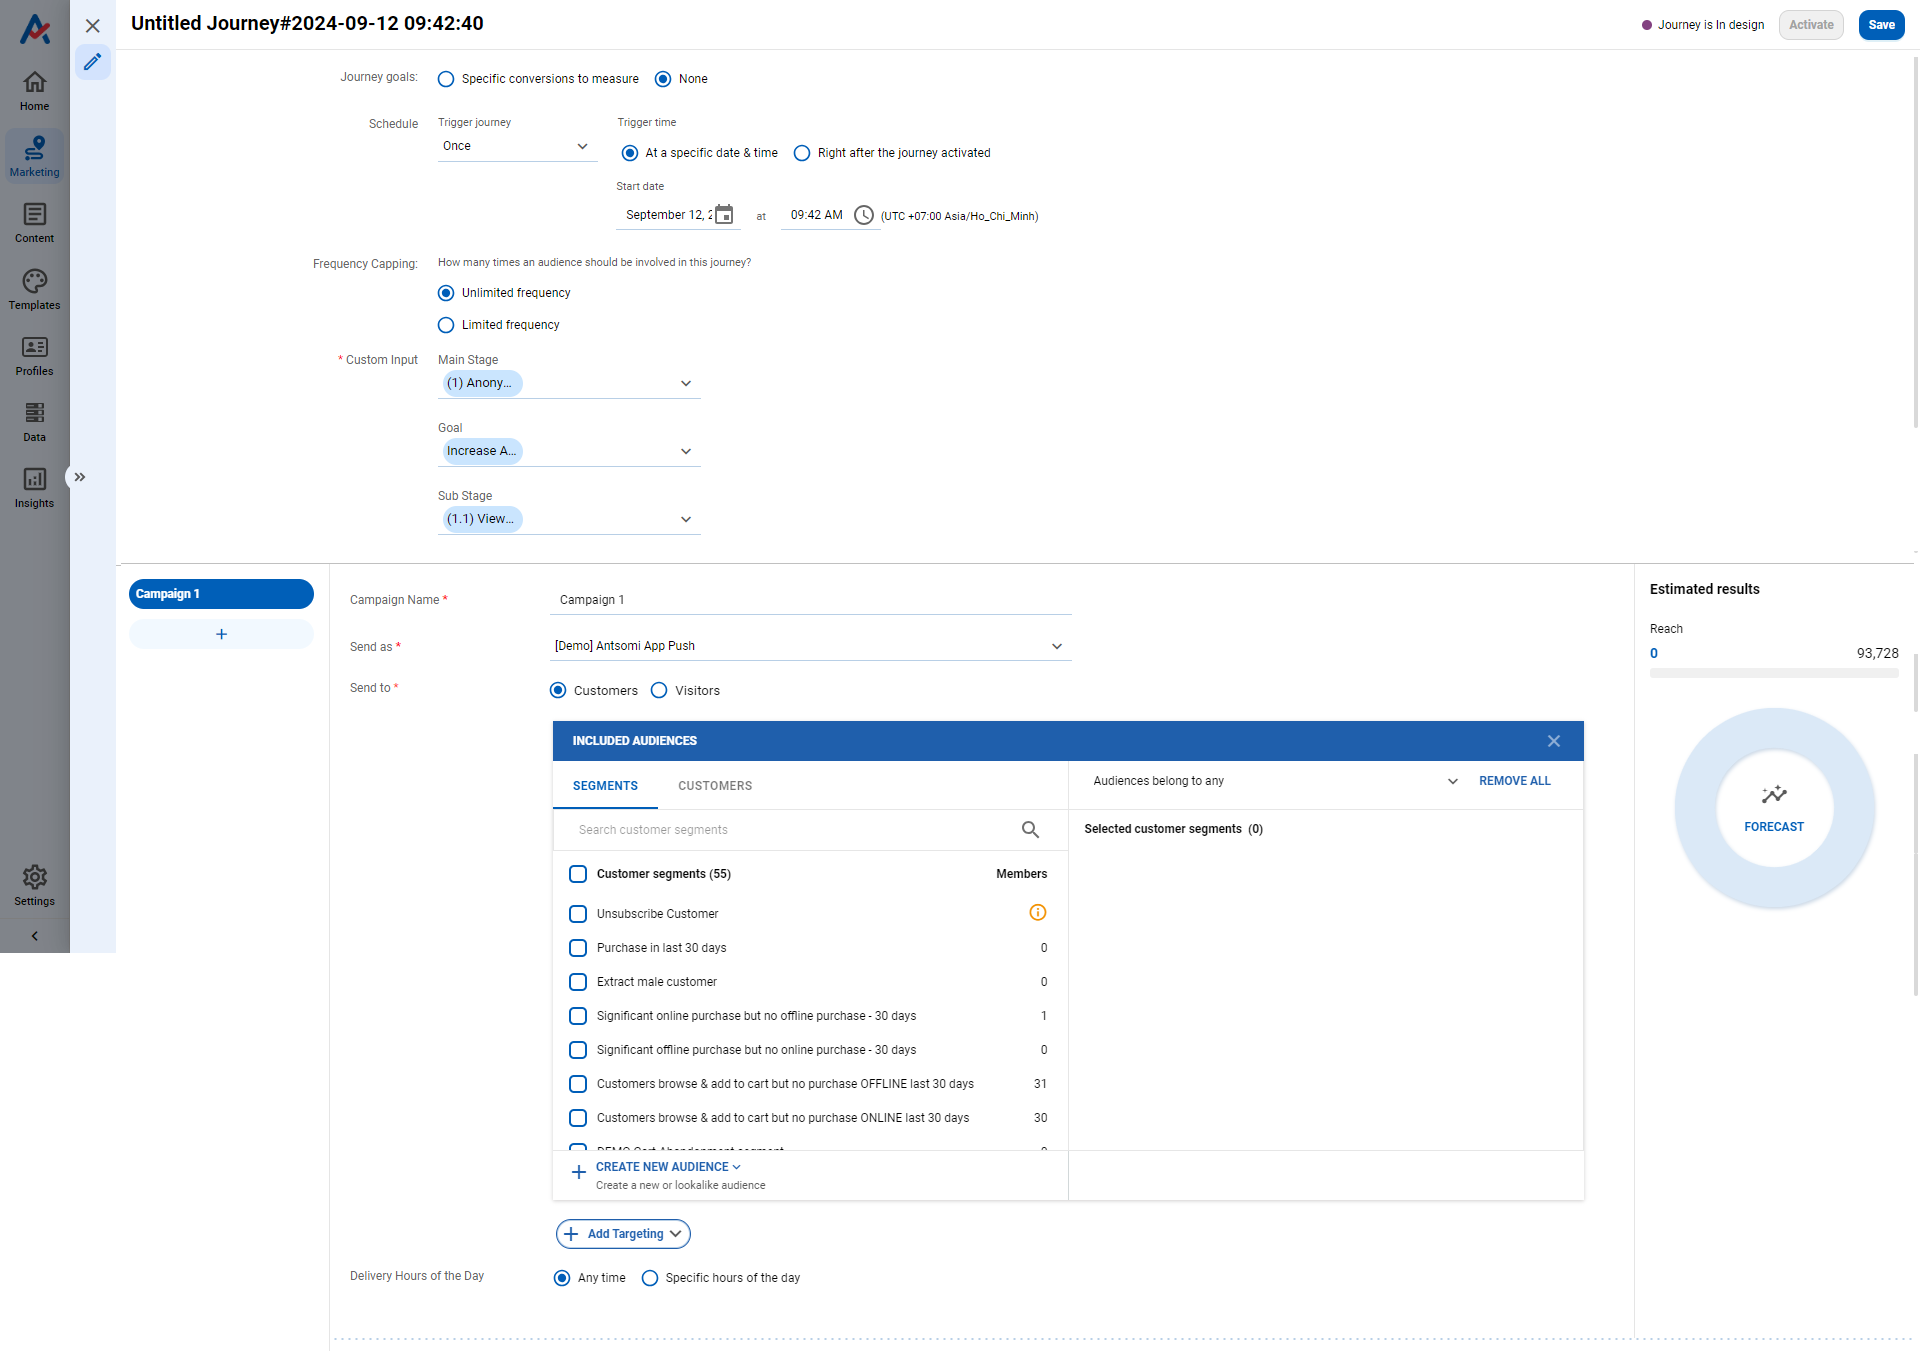 Untitled Journey#2024-09-12 09:42:40
Journey is In design
Activate
Save
Home
Marketing
Content
Templates
Profiles
Data
Insights
Settings
Journey goals:
Specific conversions to measure
None
Schedule
Trigger journey
Once
Trigger time
At a specific date & time
Right after the journey activated
Start date
September 12, 2
at
09:42 AM
(UTC +07:00 Asia/Ho_Chi_Minh)
Frequency Capping:
How many times an audience should be involved in this journey?
Unlimited frequency
Limited frequency
* Custom Input
Main Stage
(1) Anony...
Goal
Increase A...
Sub Stage
(1.1) View...
Campaign 1
+
Campaign Name *
Campaign 1
Send as *
[Demo] Antsomi App Push
Send to *
Customers
Visitors
INCLUDED AUDIENCES
SEGMENTS
CUSTOMERS
Audiences belong to any
REMOVE ALL
Search customer segments
Selected customer segments (0)
Customer segments (55)
Members
Unsubscribe Customer
Purchase in last 30 days
0
Extract male customer
0
Significant online purchase but no offline purchase - 30 days
1
Significant offline purchase but no online purchase - 30 days
0
Customers browse & add to cart but no purchase OFFLINE last 30 days
31
Customers browse & add to cart but no purchase ONLINE last 30 days
30
DEMO Cart Abandonment segment
CREATE NEW AUDIENCE
Create a new or lookalike audience
Add Targeting
Delivery Hours of the Day
Any time
Specific hours of the day
Estimated results
Reach
0
93,728
FORECAST